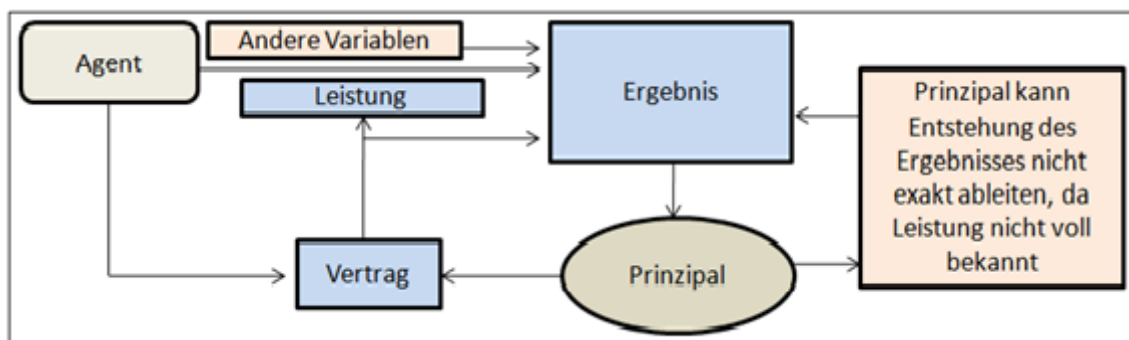 Agent
Andere Variablen
Leistung
Ergebnis
Prinzipal kann
Entstehung des
Ergebnisses nicht
exakt ableiten, da
Leistung nicht voll
bekannt
Vertrag
Prinzipal